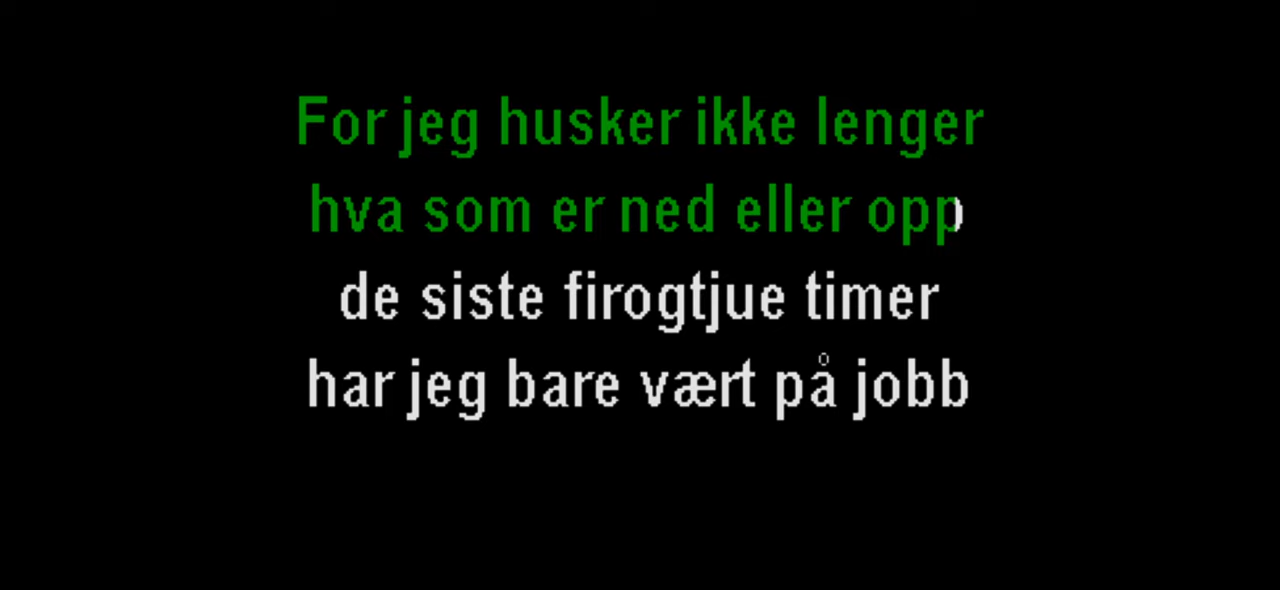 For jeg husker ikke lenger
hva som er ned eller opp
de siste firogtjue timer
har jeg bare vært på jobb